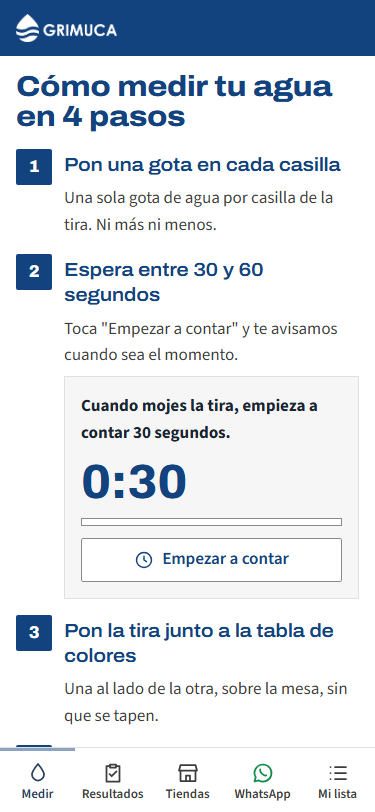 GRIMUCA
Cómo medir tu agua
en 4 pasos
1
Pon una gota en cada casilla
Una sola gota de agua por casilla de la
tira. Ni más ni menos.
2
Espera entre 30 y 60
segundos
Toca "Empezar a contar" y te avisamos
cuando sea el momento.
Cuando mojes la tira, empieza a
contar 30 segundos.
0:30
Empezar a contar
3
Pon la tira junto a la tabla de
colores
Una al lado de la otra, sobre la mesa, sin
que se tapen.
Medir
Resultados
Tiendas
WhatsApp
Mi lista